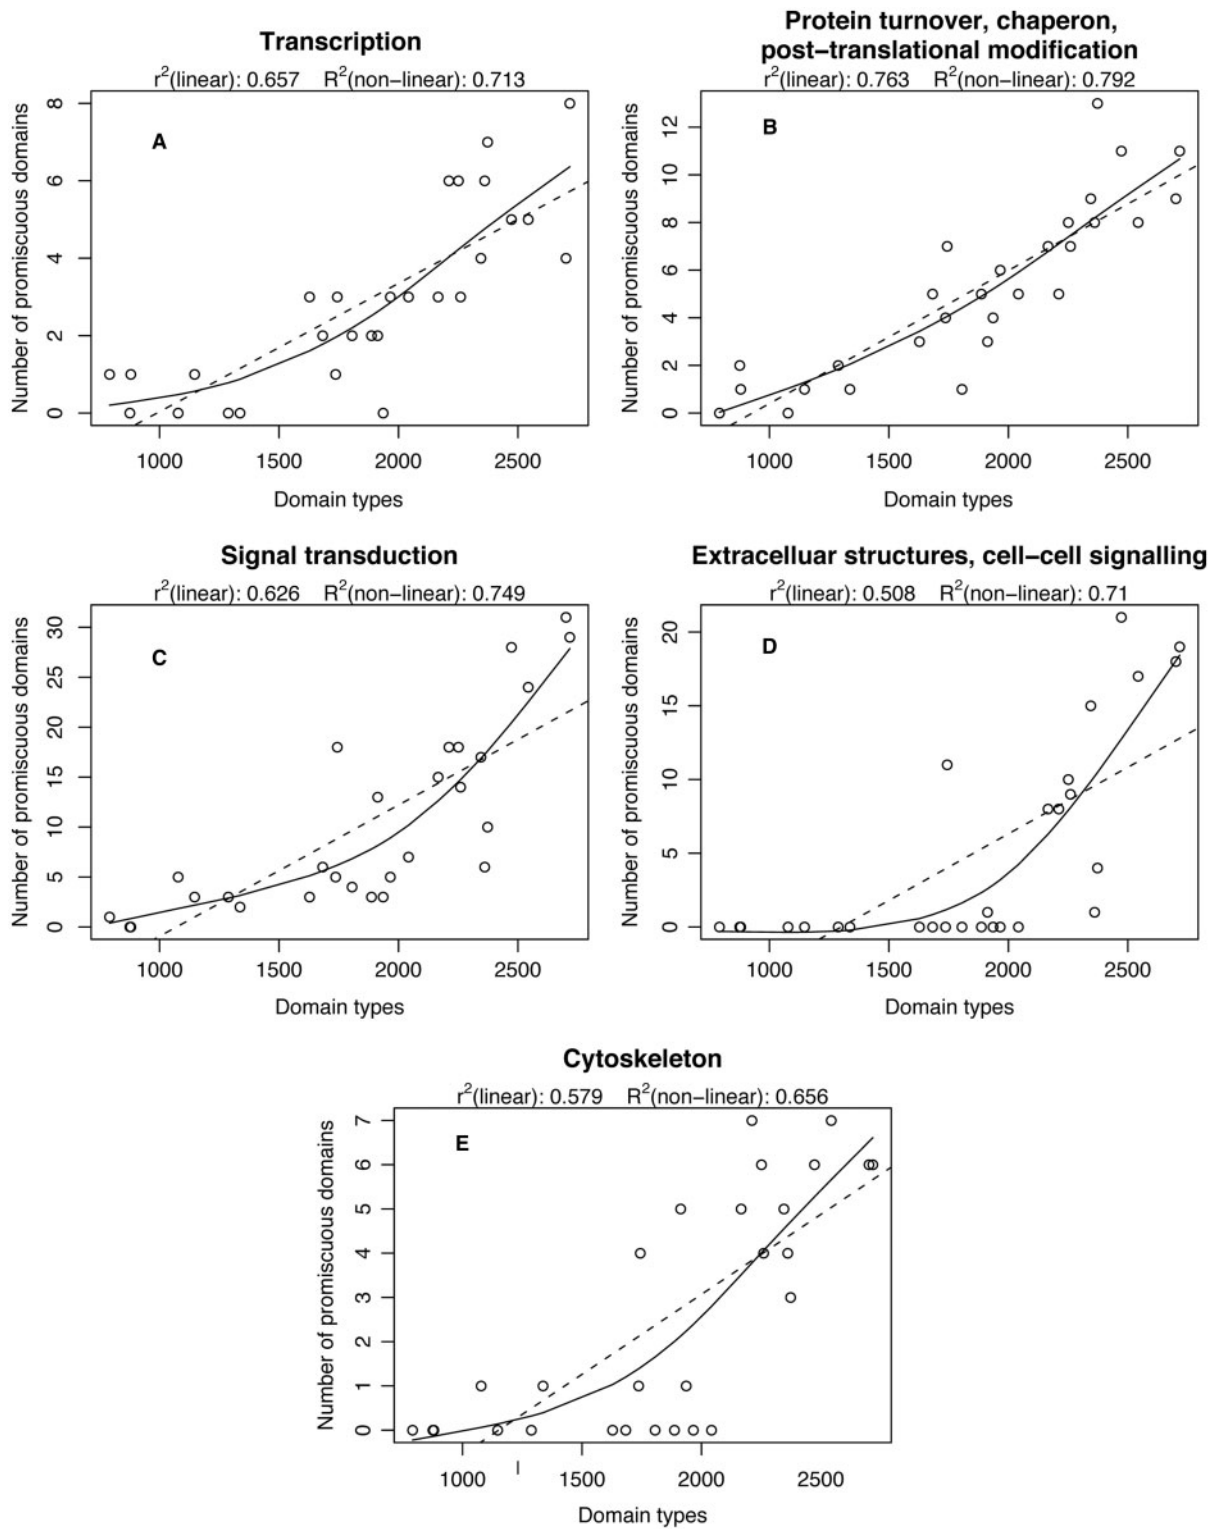 Transcription
r²(linear): 0.657 R²(non−linear): 0.713
A
Number of promiscuous domains
8
6
4
2
0
1000 1500 2000 2500
Domain types
Protein turnover, chaperon,
post−translational modification
r²(linear): 0.763 R²(non−linear): 0.792
B
Number of promiscuous domains
12
10
8
6
4
2
0
1000 1500 2000 2500
Domain types
Signal transduction
r²(linear): 0.626 R²(non−linear): 0.749
C
Number of promiscuous domains
30
25
20
15
10
5
0
1000 1500 2000 2500
Domain types
Extracelluar structures, cell−cell signalling
r²(linear): 0.508 R²(non−linear): 0.71
D
Number of promiscuous domains
20
15
10
5
0
1000 1500 2000 2500
Domain types
Cytoskeleton
r²(linear): 0.579 R²(non−linear): 0.656
E
Number of promiscuous domains
7
6
5
4
3
2
1
0
1000 1500 2000 2500
Domain types